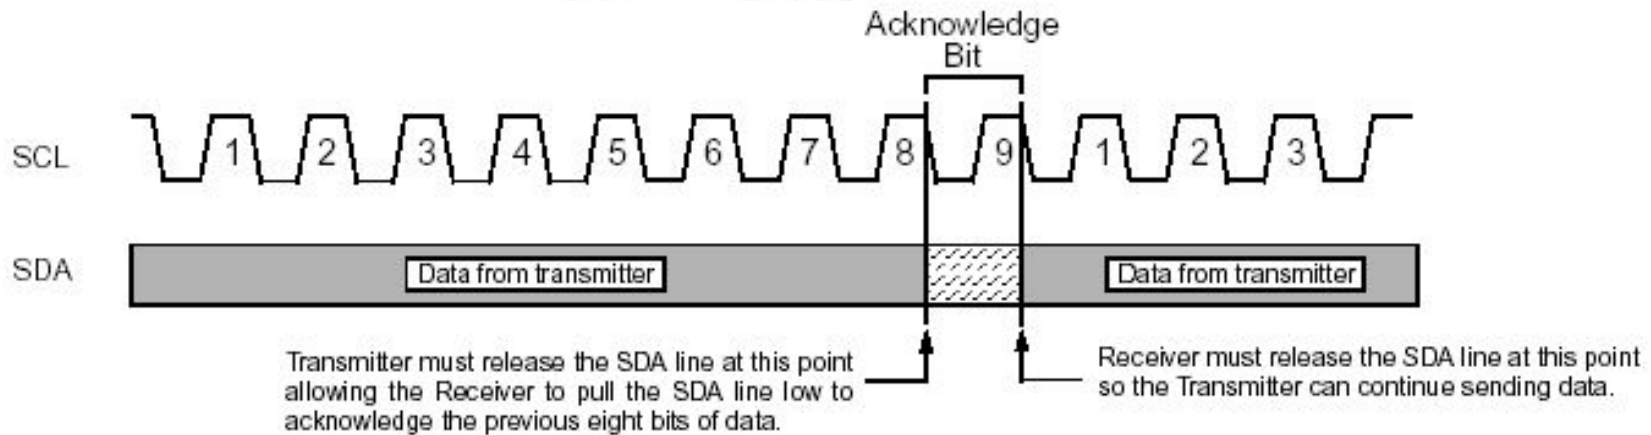 Acknowledge
Bit
SCL
1 2 3 4 5 6 7 8 9 1 2 3
SDA
Data from transmitter
Data from transmitter
Transmitter must release the SDA line at this point
allowing the Receiver to pull the SDA line low to
acknowledge the previous eight bits of data.
Receiver must release the SDA line at this point
so the Transmitter can continue sending data.